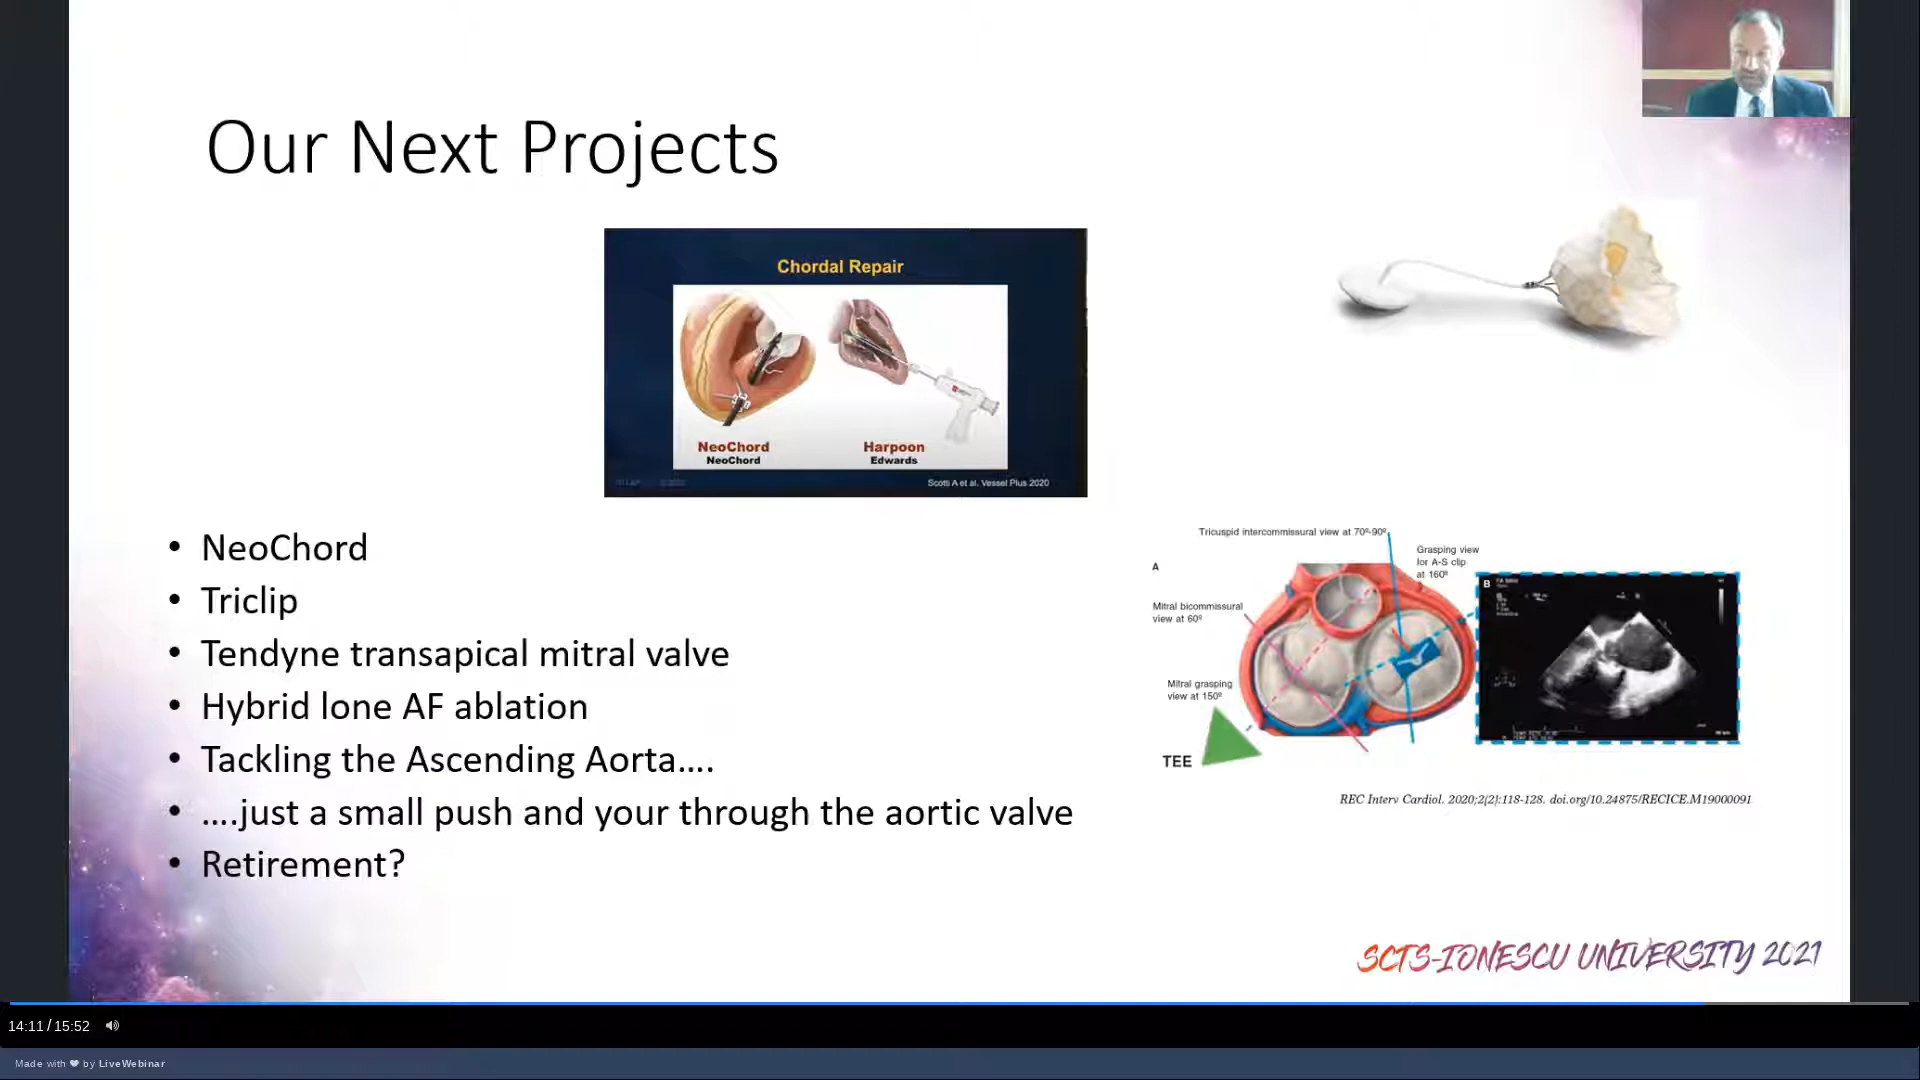 Our Next Projects
Chordal Repair
NeoChord
NeoChord
Harpoon
Edwards
Scotti A et al. Vessel Plus 2020
• NeoChord
• Triclip
• Tendyne transapical mitral valve
• Hybrid lone AF ablation
• Tackling the Ascending Aorta....
• ....just a small push and your through the aortic valve
• Retirement?
Tricuspid intercommissural view at 70º-90º
Grasping view
for A-S clip
at 160º
A
Mitral bicommissural
view at 60º
Mitral grasping
view at 150º
TEE
B
REC Interv Cardiol. 2020;2(2):118-128. doi.org/10.24875/RECICE.M19000091
SCTS-IONESCU UNIVERSITY 2021
14:11 / 15:52
Made with ❤ by LiveWebinar